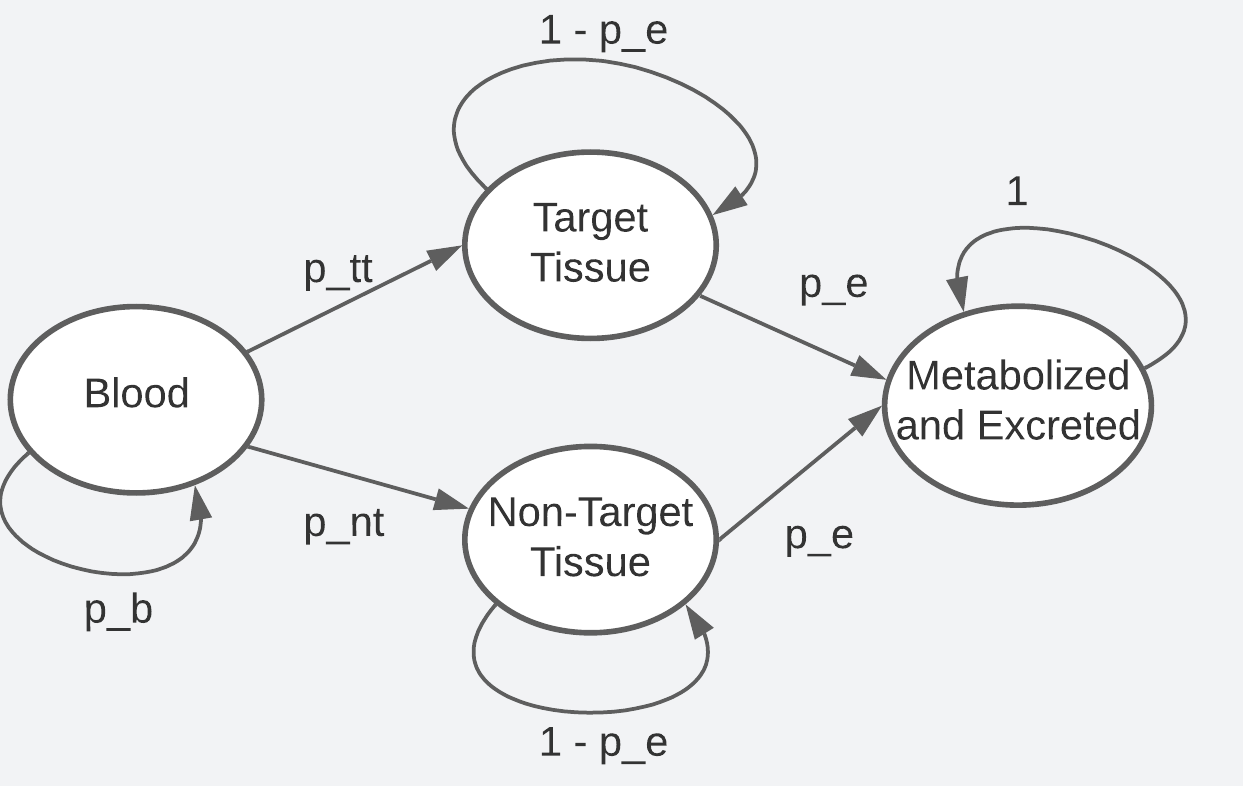 1 - p_e
Target
Tissue
1
p_tt
p_e
Blood
Metabolized
and Excreted
p_nt
Non-Target
Tissue
p_e
p_b
1 - p_e